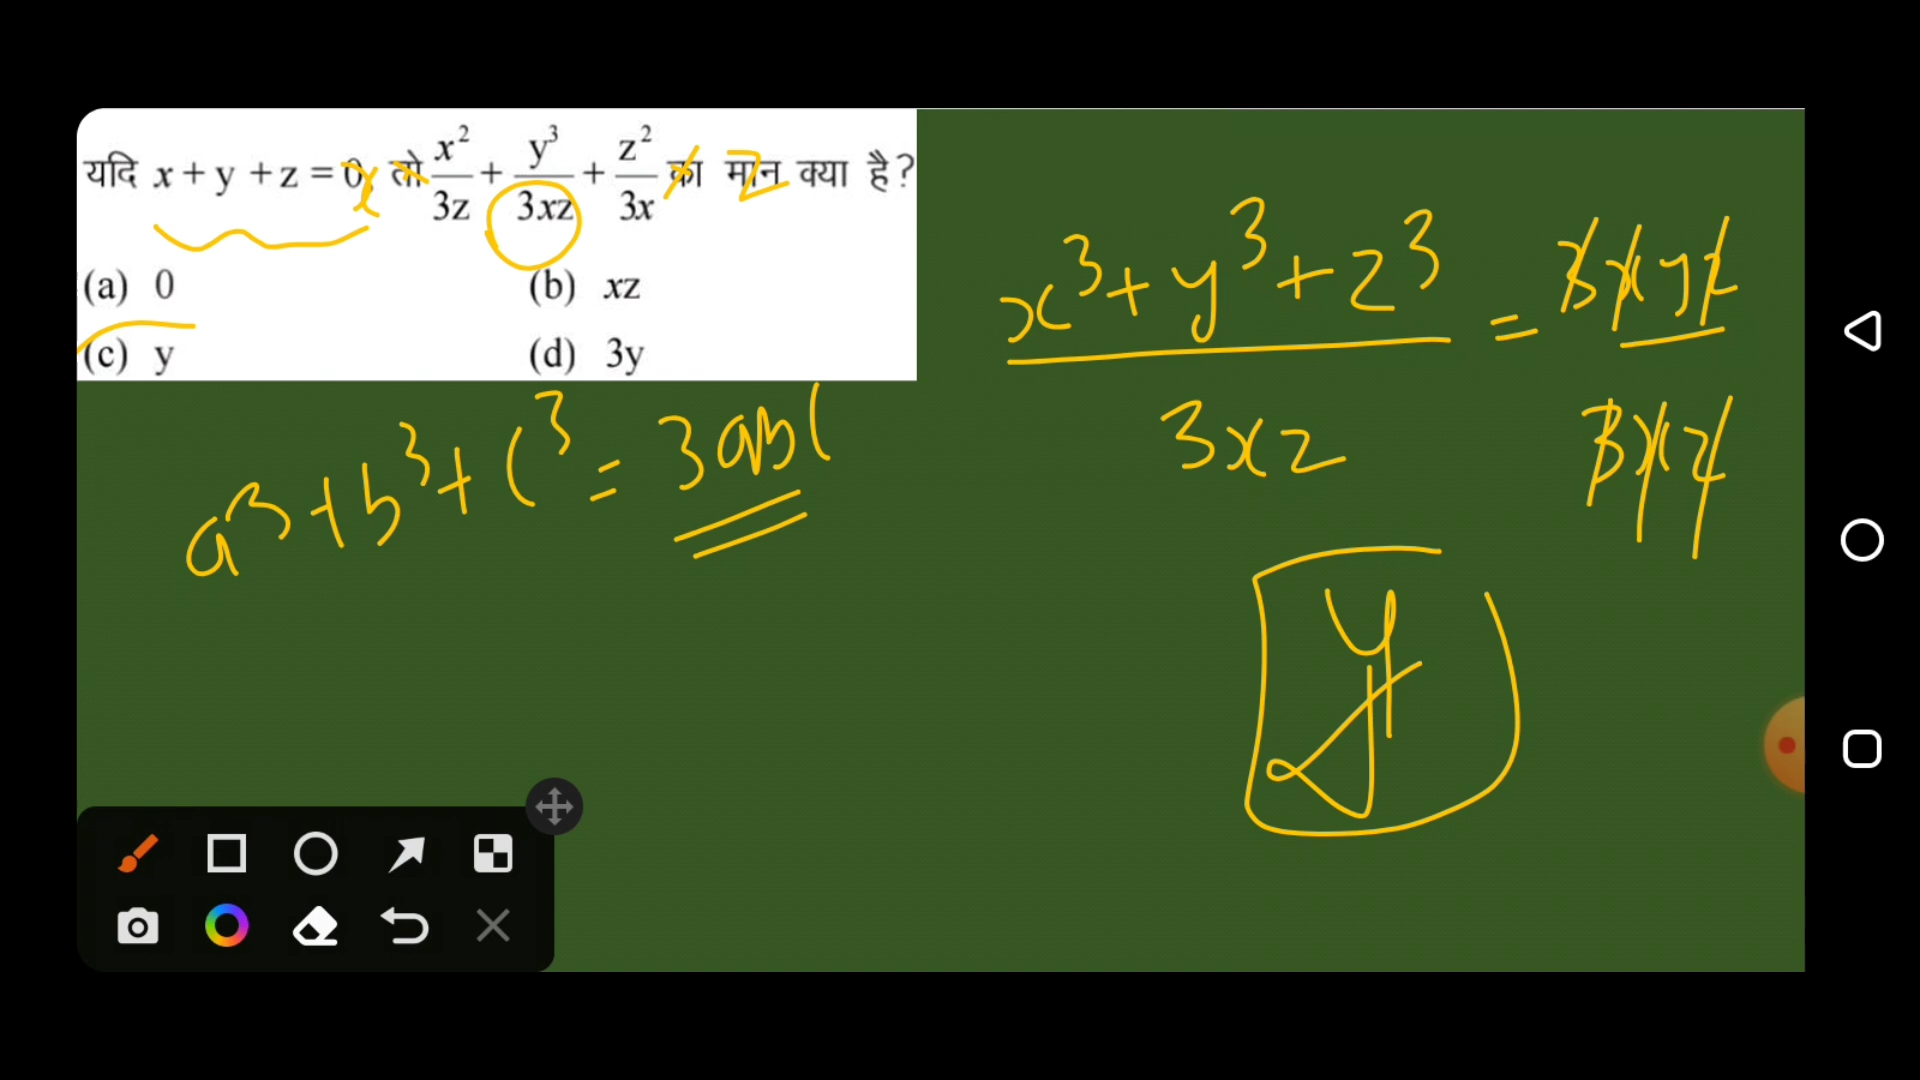 यदि x + y + z = 0, तो x²/3z + y³/3xz + z²/3x का मान क्या है?
x × × z
(a) 0 (b) xz
(c) y (d) 3y
a³ + b³ + c³ = 3abc
x³ + y³ + z³ / 3xz = 3xyz / 3xz
y